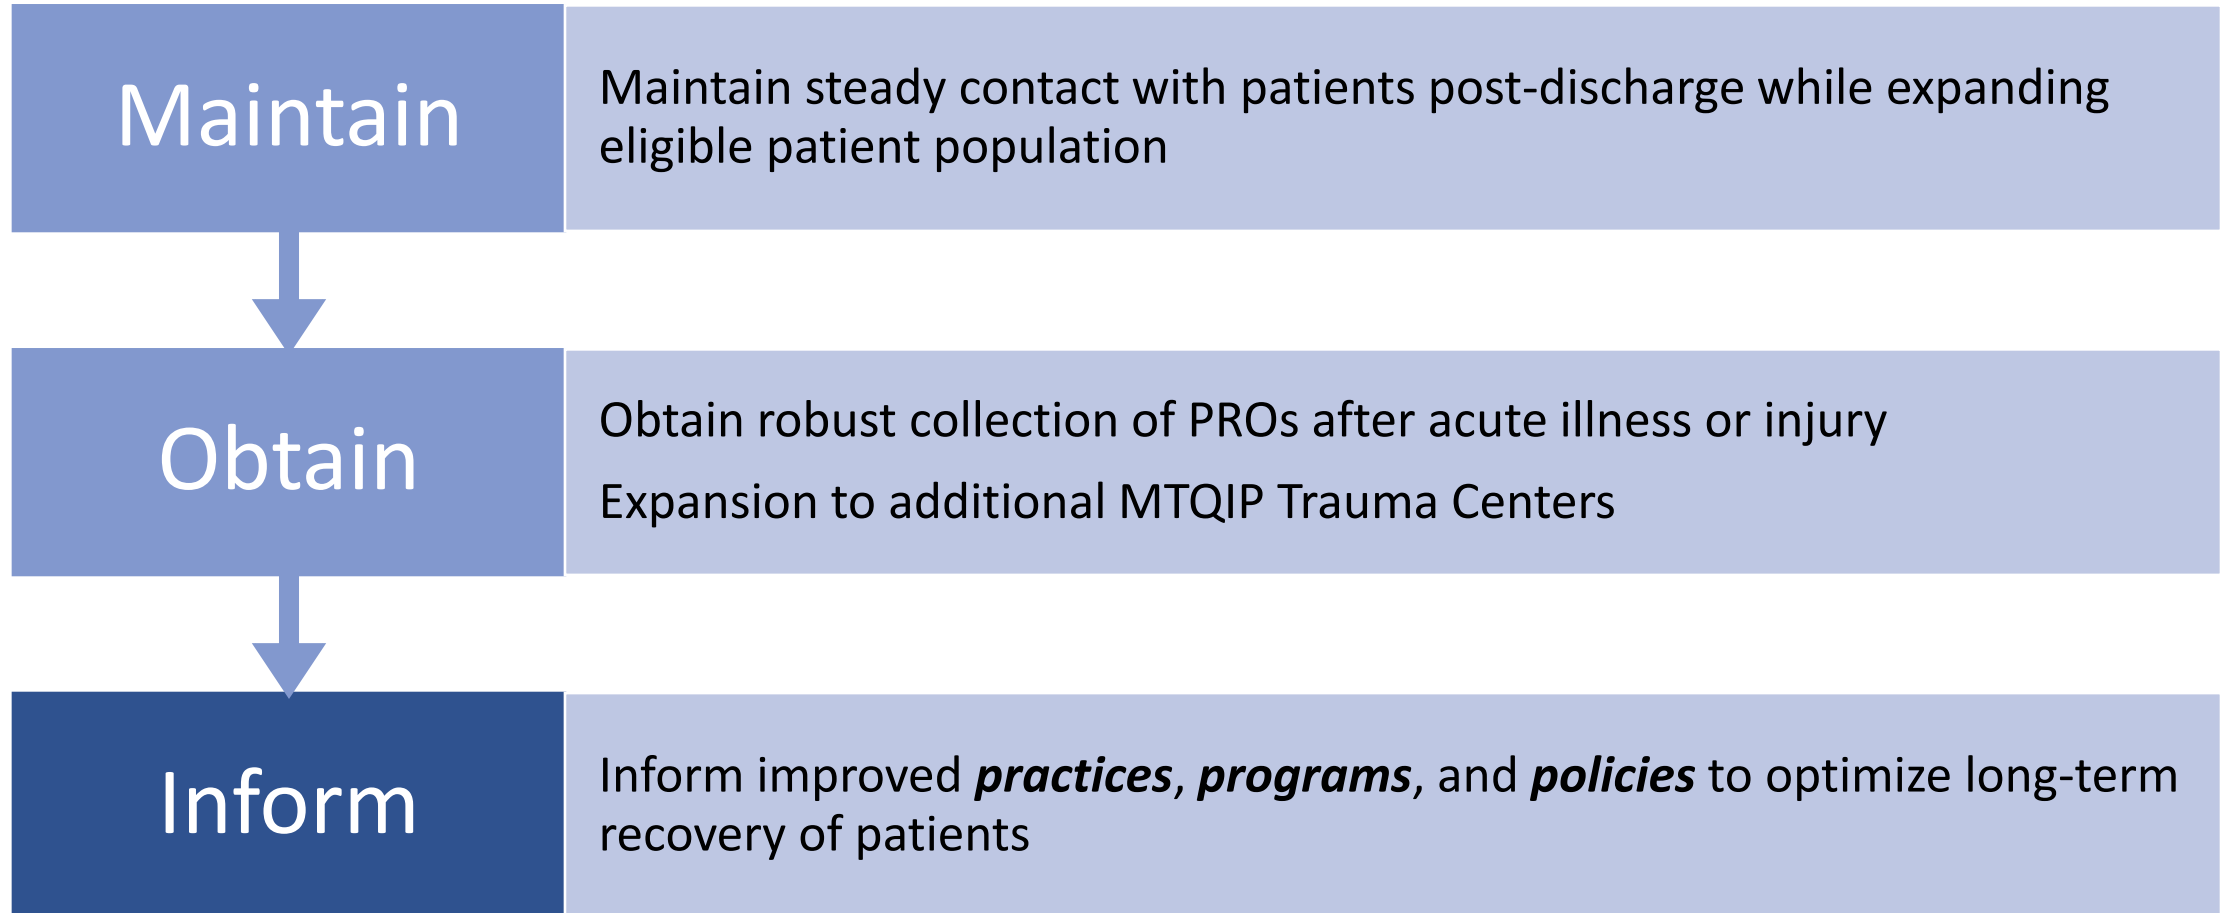 Maintain
Maintain steady contact with patients post-discharge while expanding
eligible patient population
Obtain
Obtain robust collection of PROs after acute illness or injury
Expansion to additional MTQIP Trauma Centers
Inform
Inform improved practices, programs, and policies to optimize long-term
recovery of patients